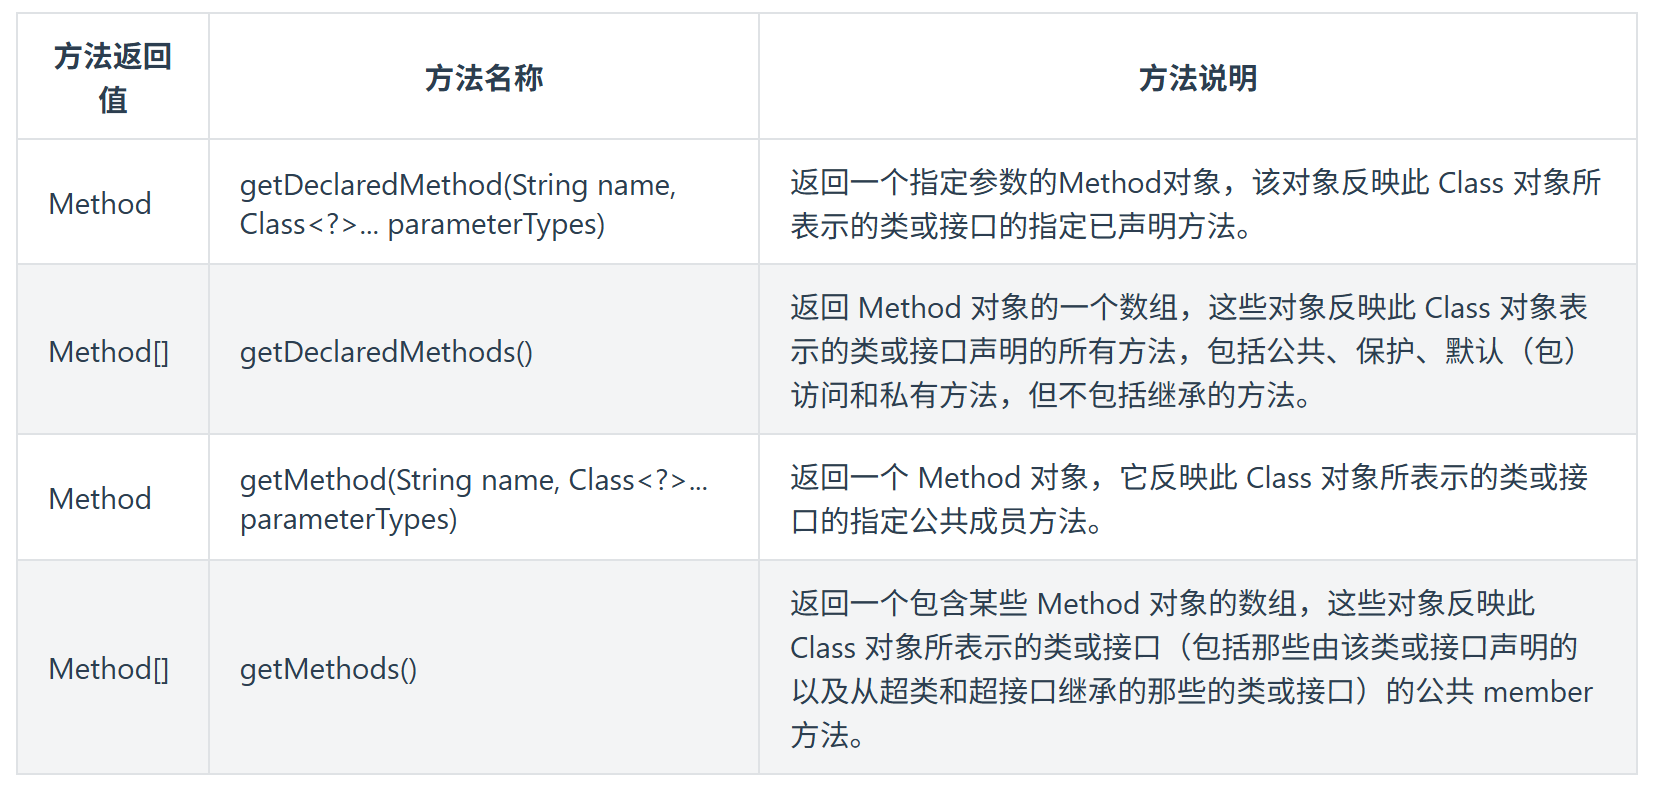 方法返回
值
方法名称
方法说明
Method
getDeclaredMethod(String name,
Class<?>... parameterTypes)
返回一个指定参数的Method对象，该对象反映此 Class 对象所
表示的类或接口的指定已声明方法。
Method[]
getDeclaredMethods()
返回 Method 对象的一个数组，这些对象反映此 Class 对象表
示的类或接口声明的所有方法，包括公共、保护、默认（包）
访问和私有方法，但不包括继承的方法。
Method
getMethod(String name, Class<?>...
parameterTypes)
返回一个 Method 对象，它反映此 Class 对象所表示的类或接
口的指定公共成员方法。
Method[]
getMethods()
返回一个包含某些 Method 对象的数组，这些对象反映此
Class 对象所表示的类或接口（包括那些由该类或接口声明的
以及从超类和超接口继承的那些的类或接口）的公共 member
方法。